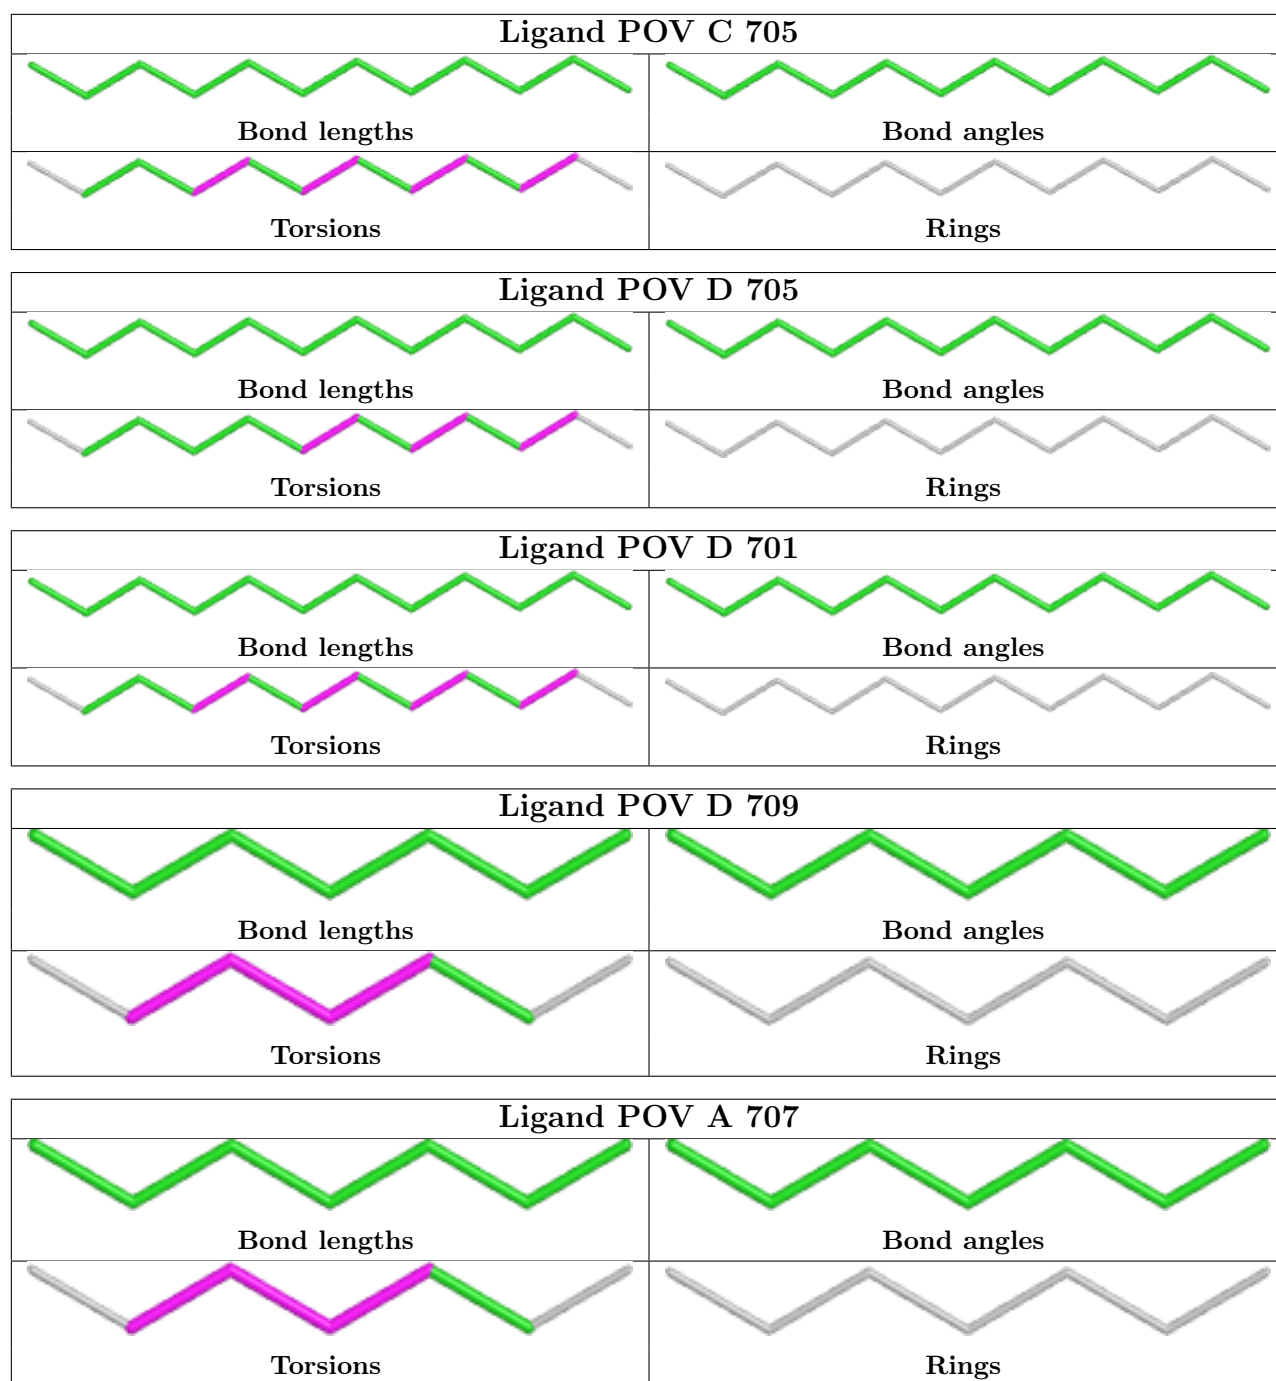 Ligand POV C 705
Bond lengths
Bond angles
Torsions
Rings
Ligand POV D 705
Bond lengths
Bond angles
Torsions
Rings
Ligand POV D 701
Bond lengths
Bond angles
Torsions
Rings
Ligand POV D 709
Bond lengths
Bond angles
Torsions
Rings
Ligand POV A 707
Bond lengths
Bond angles
Torsions
Rings